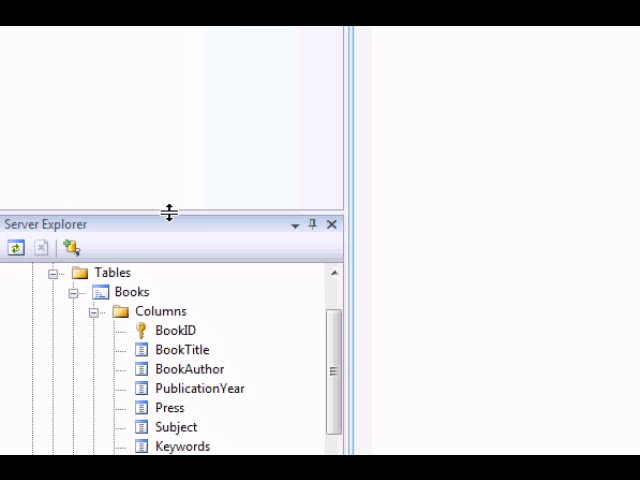 Server Explorer
Tables
Books
Columns
BookID
BookTitle
BookAuthor
PublicationYear
Press
Subject
Keywords